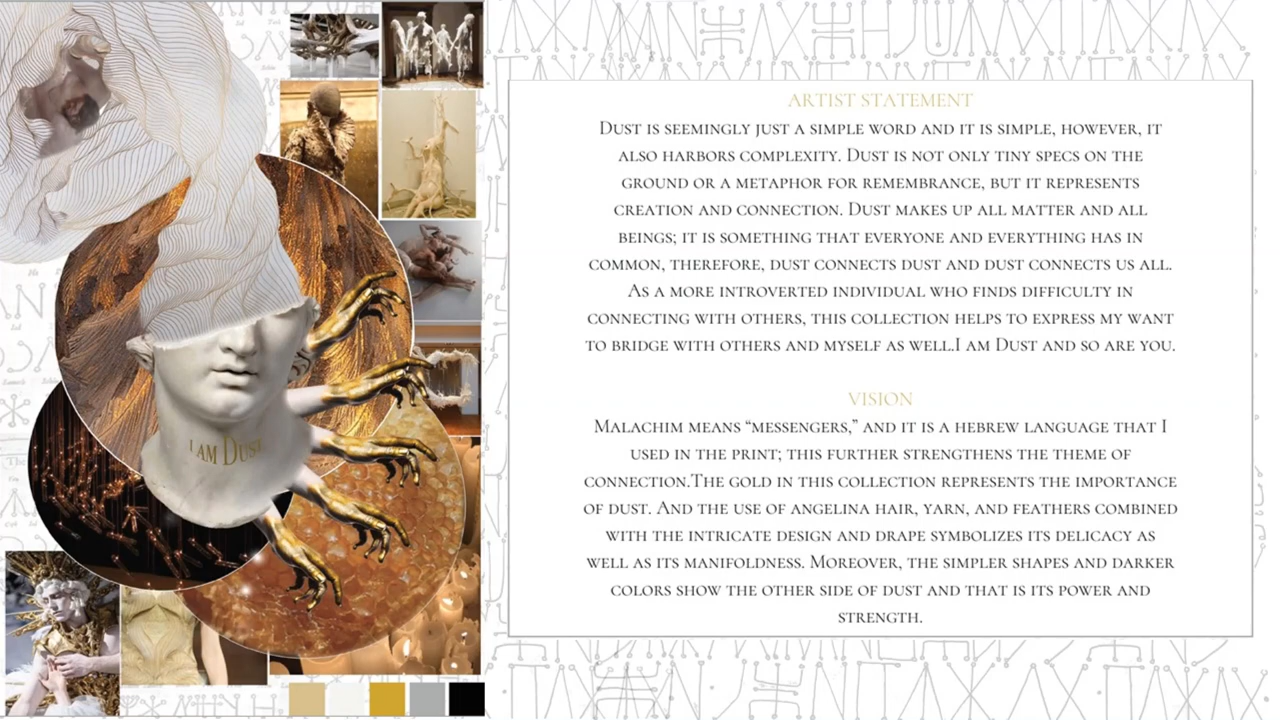 I AM DUST
ARTIST STATEMENT
DUST IS SEEMINGLY JUST A SIMPLE WORD AND IT IS SIMPLE, HOWEVER, IT
ALSO HARBORS COMPLEXITY. DUST IS NOT ONLY TINY SPECS ON THE
GROUND OR A METAPHOR FOR REMEMBRANCE, BUT IT REPRESENTS
CREATION AND CONNECTION. DUST MAKES UP ALL MATTER AND ALL
BEINGS; IT IS SOMETHING THAT EVERYONE AND EVERYTHING HAS IN
COMMON, THEREFORE, DUST CONNECTS DUST AND DUST CONNECTS US ALL.
AS A MORE INTROVERTED INDIVIDUAL WHO FINDS DIFFICULTY IN
CONNECTING WITH OTHERS, THIS COLLECTION HELPS TO EXPRESS MY WANT
TO BRIDGE WITH OTHERS AND MYSELF AS WELL.I AM DUST AND SO ARE YOU.
VISION
MALACHIM MEANS “MESSENGERS,” AND IT IS A HEBREW LANGUAGE THAT I
USED IN THE PRINT; THIS FURTHER STRENGTHENS THE THEME OF
CONNECTION.THE GOLD IN THIS COLLECTION REPRESENTS THE IMPORTANCE
OF DUST. AND THE USE OF ANGELINA HAIR, YARN, AND FEATHERS COMBINED
WITH THE INTRICATE DESIGN AND DRAPE SYMBOLIZES ITS DELICACY AS
WELL AS ITS MANIFOLDNESS. MOREOVER, THE SIMPLER SHAPES AND DARKER
COLORS SHOW THE OTHER SIDE OF DUST AND THAT IS ITS POWER AND
STRENGTH.